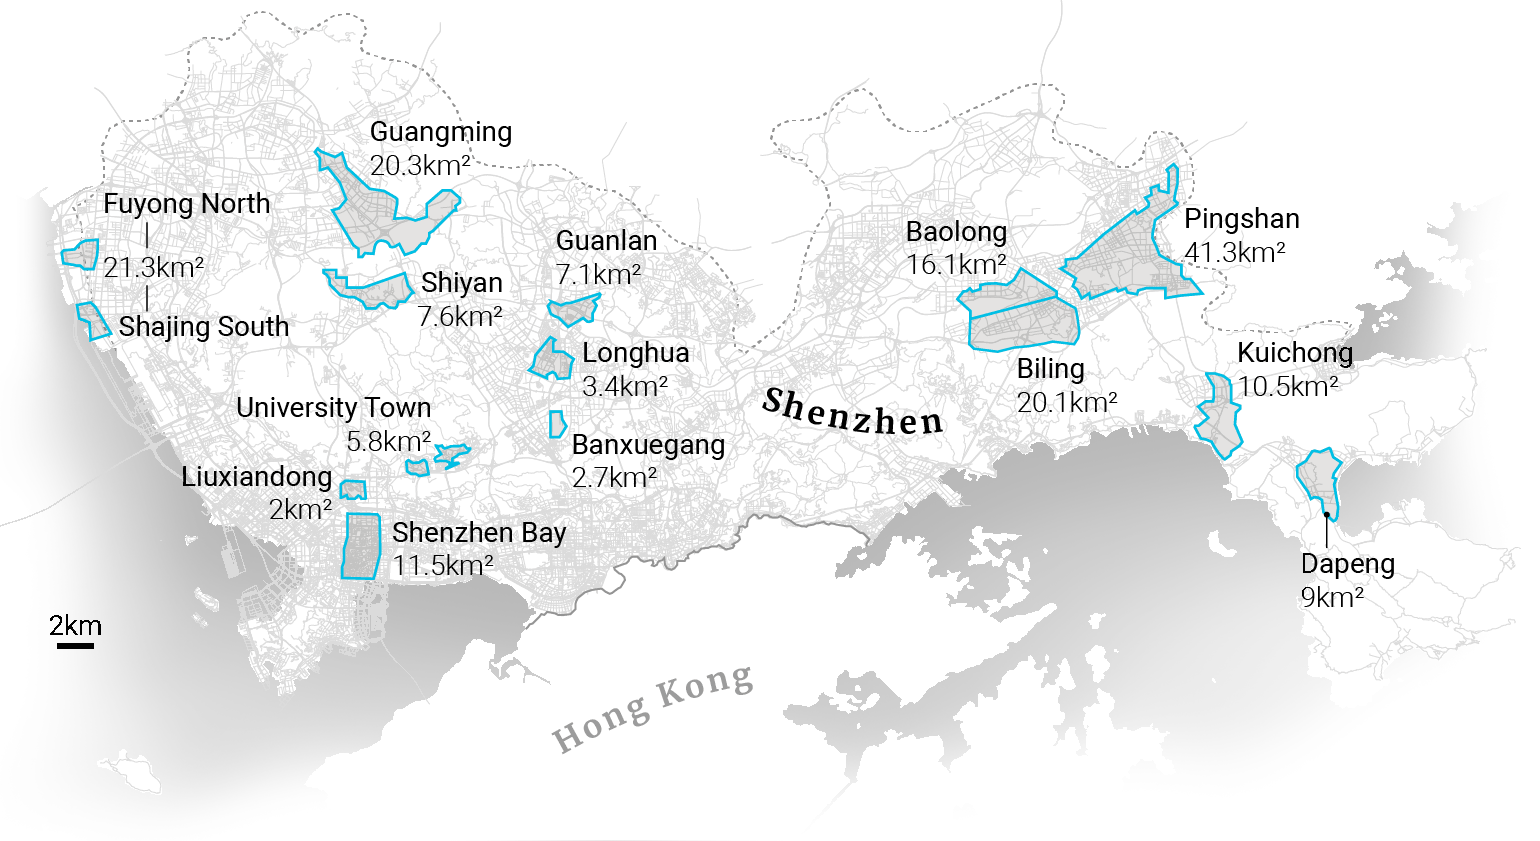 Guangming
20.3km²
Fuyong North
21.3km²
Shajing South
Shiyan
7.6km²
Guanlan
7.1km²
Longhua
3.4km²
Banxuegang
2.7km²
University Town
5.8km²
Liuxiandong
2km²
Shenzhen Bay
11.5km²
Baolong
16.1km²
Pingshan
41.3km²
Biling
20.1km²
Kuichong
10.5km²
Dapeng
9km²
Shenzhen
Hong Kong
2km